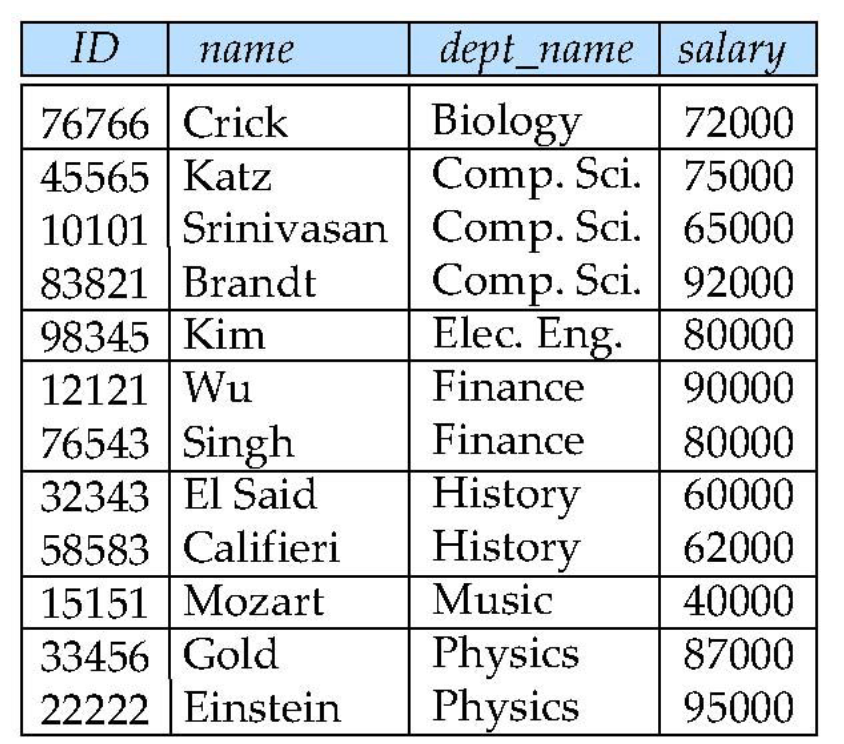 ID name dept_name salary
76766 Crick Biology 72000
45565 Katz Comp. Sci. 75000
10101 Srinivasan Comp. Sci. 65000
83821 Brandt Comp. Sci. 92000
98345 Kim Elec. Eng. 80000
12121 Wu Finance 90000
76543 Singh Finance 80000
32343 El Said History 60000
58583 Califieri History 62000
15151 Mozart Music 40000
33456 Gold Physics 87000
22222 Einstein Physics 95000